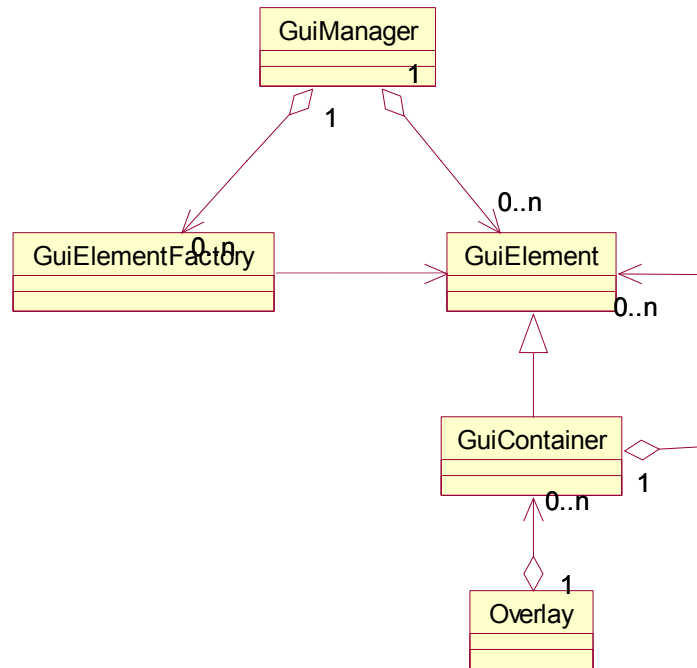 GuiManager
1
1
0..n
0..n
GuiElementFactory
GuiElement
0..n
GuiContainer
1
0..n
1
Overlay